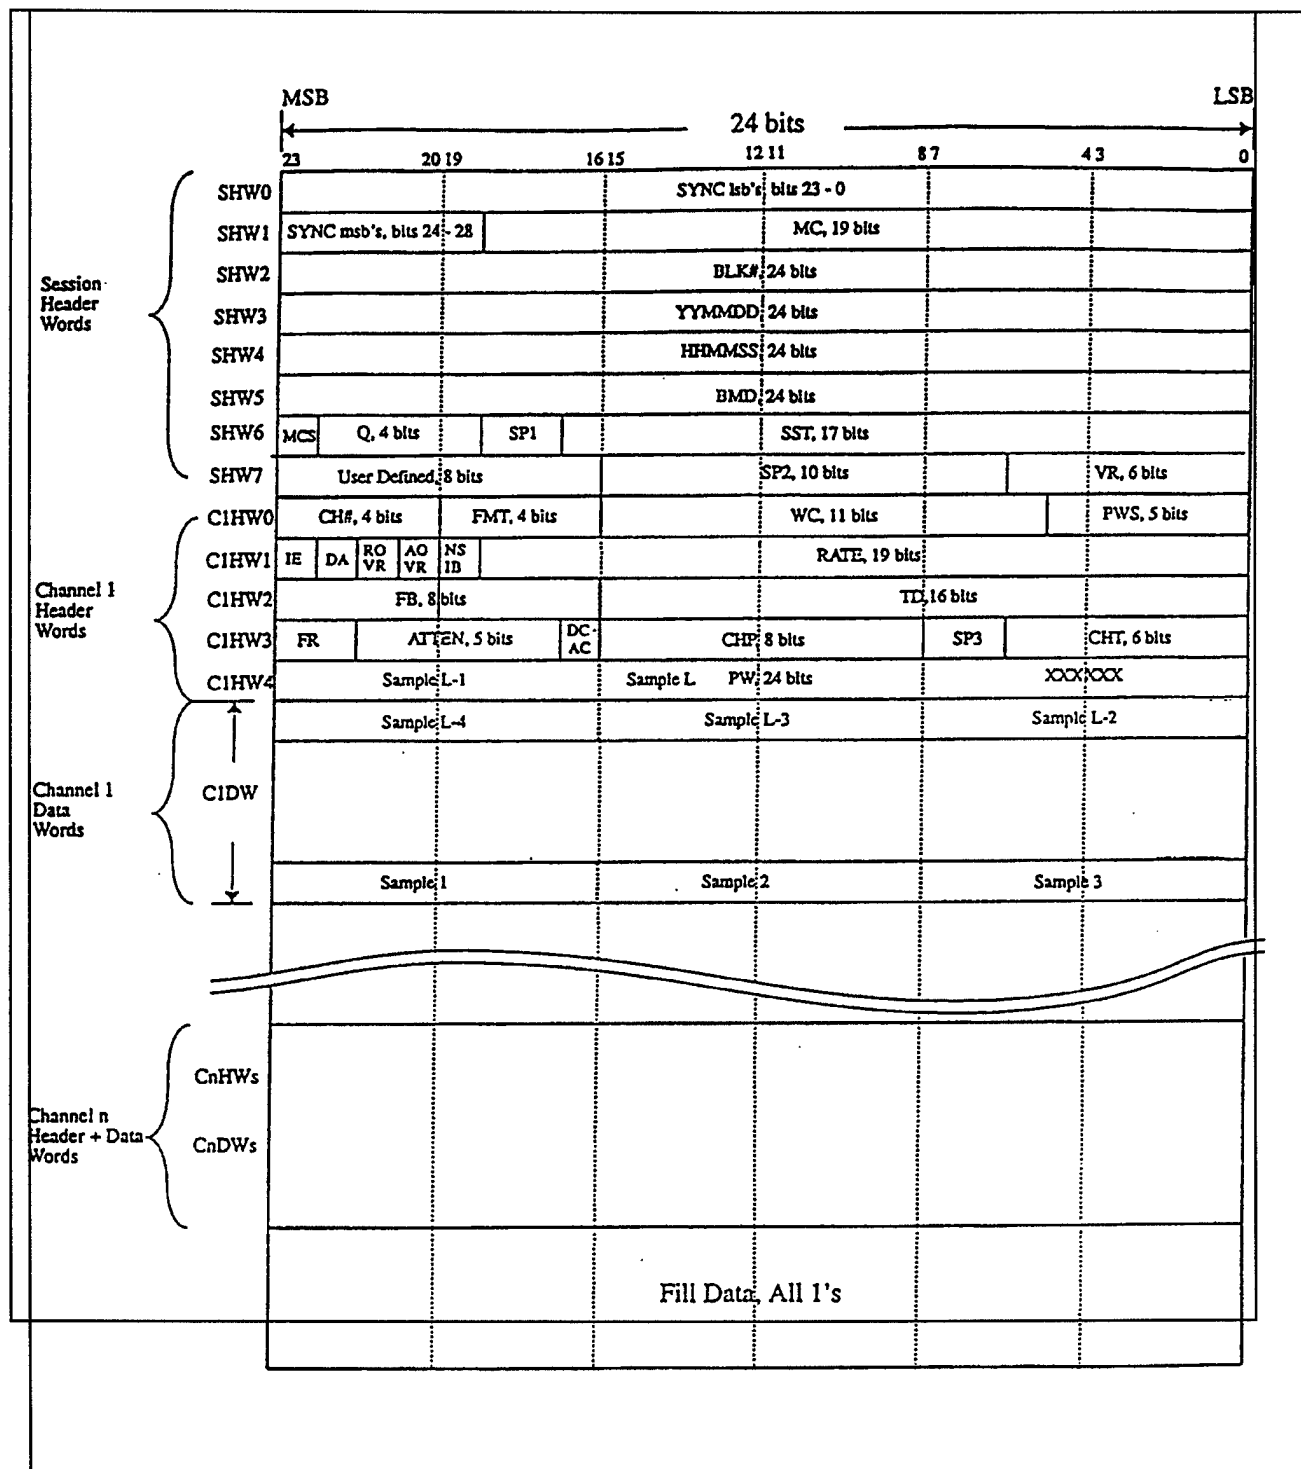 MSB LSB
24 bits
23 20 19 16 15 12 11 8 7 4 3 0
SHW0 SYNC lsb's, bits 23 - 0
SHW1 SYNC msb's, bits 24 - 28 MC, 19 bits
SHW2 BLK#, 24 bits
Session
Header
Words
SHW3 YYMMDD, 24 bits
SHW4 HHMMSS, 24 bits
SHW5 BMD, 24 bits
SHW6 MCS Q, 4 bits SP1 SST, 17 bits
SHW7 User Defined, 8 bits SP2, 10 bits VR, 6 bits
C1HW0 CH#, 4 bits FMT, 4 bits WC, 11 bits PWS, 5 bits
C1HW1 IE DA RO VR AO VR NS IB RATE, 19 bits
Channel 1
Header
Words
C1HW2 FB, 8 bits TD, 16 bits
C1HW3 FR ATTEN, 5 bits DC- AC CHP, 8 bits SP3 CHT, 6 bits
C1HW4 Sample L-1 Sample L PW, 24 bits XXXXXX
Sample L-4 Sample L-3 Sample L-2
Channel 1
Data
Words
C1DW
Sample 1 Sample 2 Sample 3
CnHWs
Channel n
Header + Data
Words
CnDWs
Fill Data, All 1's